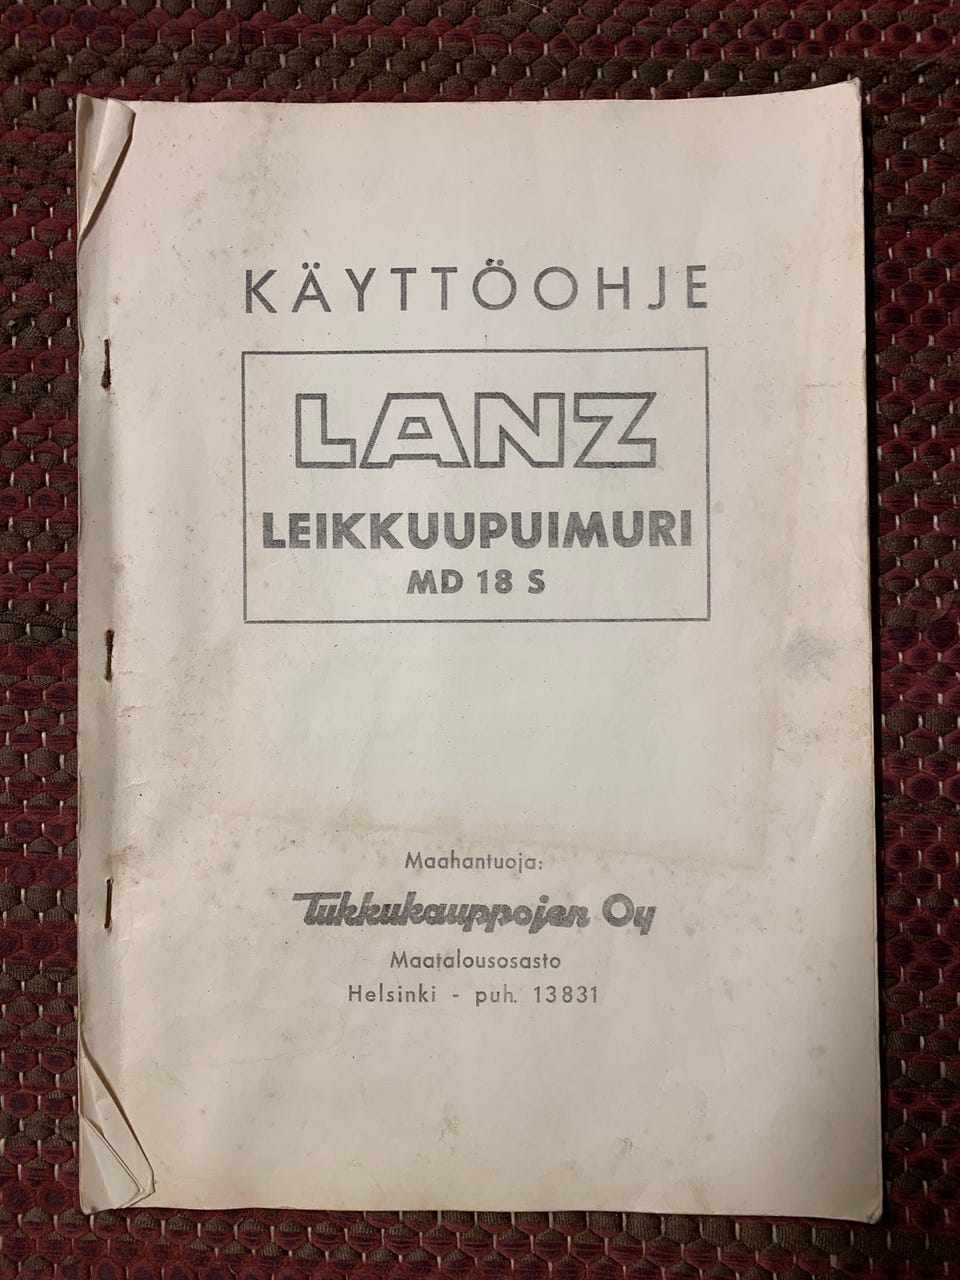 KÄYTTÖOHJE
LANZ
LEIKKUUPUIMURI
MD 18 S
Maahantuoja:
Tukkukauppojen Oy
Maatalousosasto
Helsinki - puh. 13831